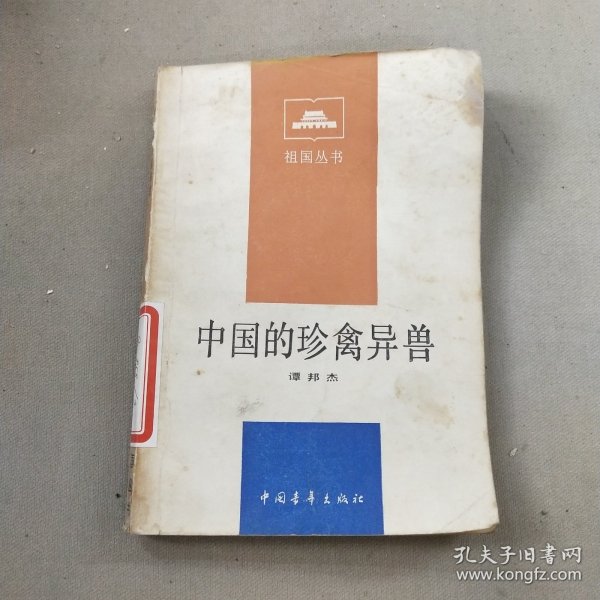 祖国丛书
中国的珍禽异兽
谭邦杰
中国青年出版社
孔夫子旧书网
www.kongfz.com